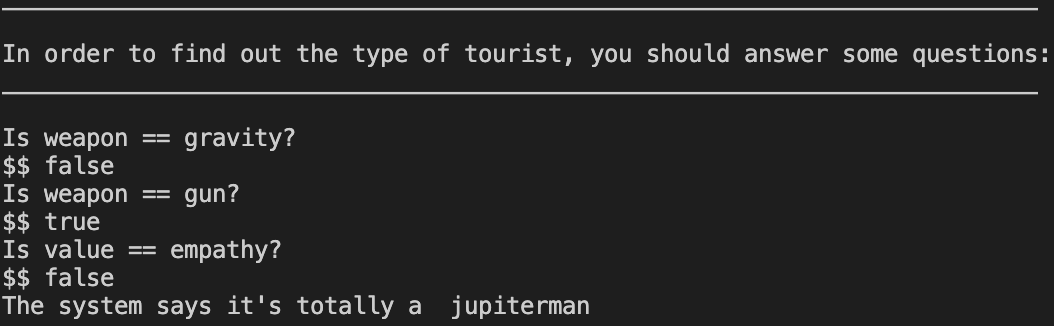 In order to find out the type of tourist, you should answer some questions:
Is weapon == gravity?
$$ false
Is weapon == gun?
$$ true
Is value == empathy?
$$ false
The system says it's totally a  jupiterman